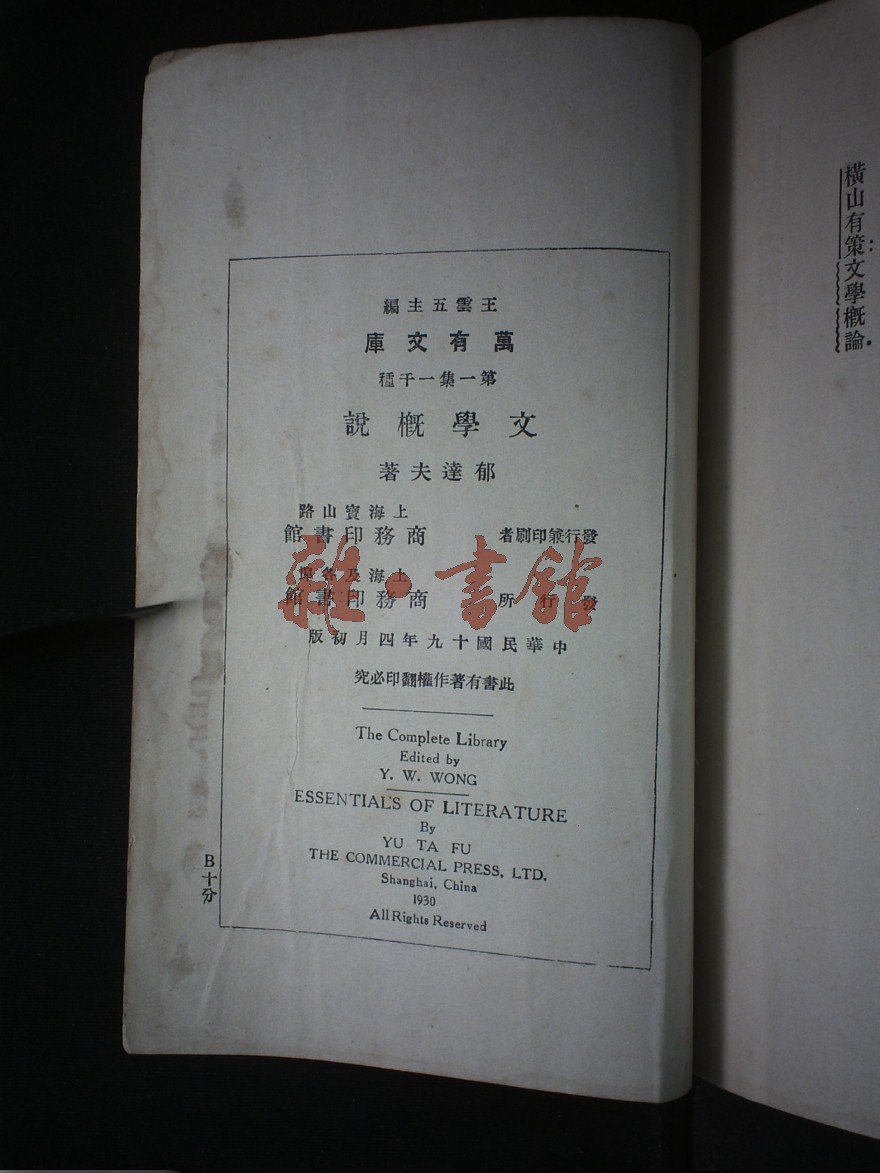 橫山有策：文學概論．
王雲五主編
萬有文庫
第一集一千種
文學概說
郁達夫著
上海寶山路
發行兼印刷者 商務印書館
上海及各埠
發行所 商務印書館
中華民國十九年四月初版
此書有著作權翻印必究
The Complete Library
Edited by
Y. W. WONG
ESSENTIALS OF LITERATURE
By
YU TA FU
THE COMMERCIAL PRESS, LTD.
Shanghai, China
1930
All Rights Reserved
B十分
雜·書館